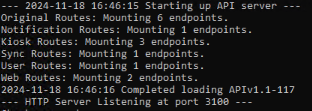 --- 2024-11-18 16:46:15 Starting up API server ---
Original Routes: Mounting 6 endpoints.
Notification Routes: Mounting 1 endpoints.
Kiosk Routes: Mounting 3 endpoints.
Sync Routes: Mounting 1 endpoints.
User Routes: Mounting 1 endpoints.
Web Routes: Mounting 2 endpoints.
2024-11-18 16:46:16 Completed loading APIv1.1-117
--- HTTP Server Listening at port 3100 ---